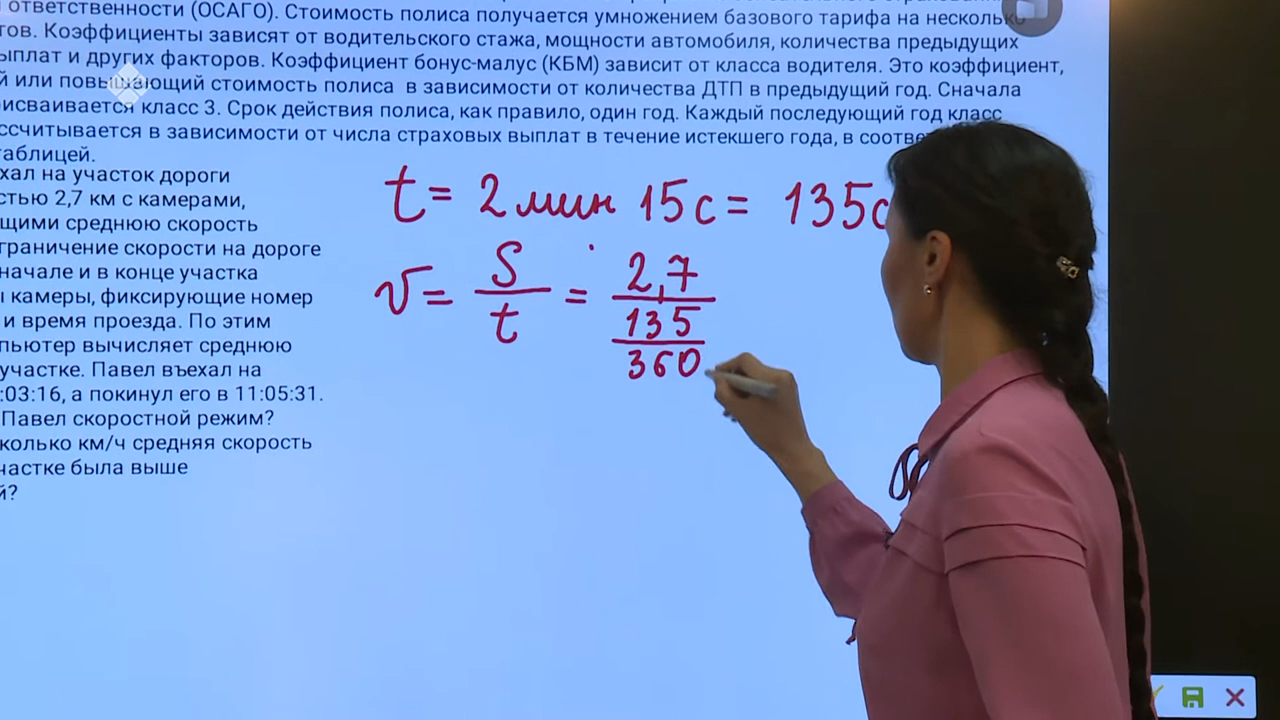 ответственности (ОСАГО). Стоимость полиса получается умножением базового тарифа на несколько
тов. Коэффициенты зависят от водительского стажа, мощности автомобиля, количества предыдущих
ыплат и других факторов. Коэффициент бонус-малус (КБМ) зависит от класса водителя. Это коэффициент,
й или повышающий стоимость полиса в зависимости от количества ДТП в предыдущий год. Сначала
рисваивается класс 3. Срок действия полиса, как правило, один год. Каждый последующий год класс
ссчитывается в зависимости от числа страховых выплат в течение истекшего года, в соотве
таблицей.
хал на участок дороги
стью 2,7 км с камерами,
щими среднюю скорость
граничение скорости на дороге
начале и в конце участка
ы камеры, фиксирующие номер
и время проезда. По этим
пьютер вычисляет среднюю
участке. Павел въехал на
:03:16, а покинул его в 11:05:31.
Павел скоростной режим?
колько км/ч средняя скорость
частке была выше
й?
t = 2 мин 15 с = 135с
v = S/t = 2,7
135
360